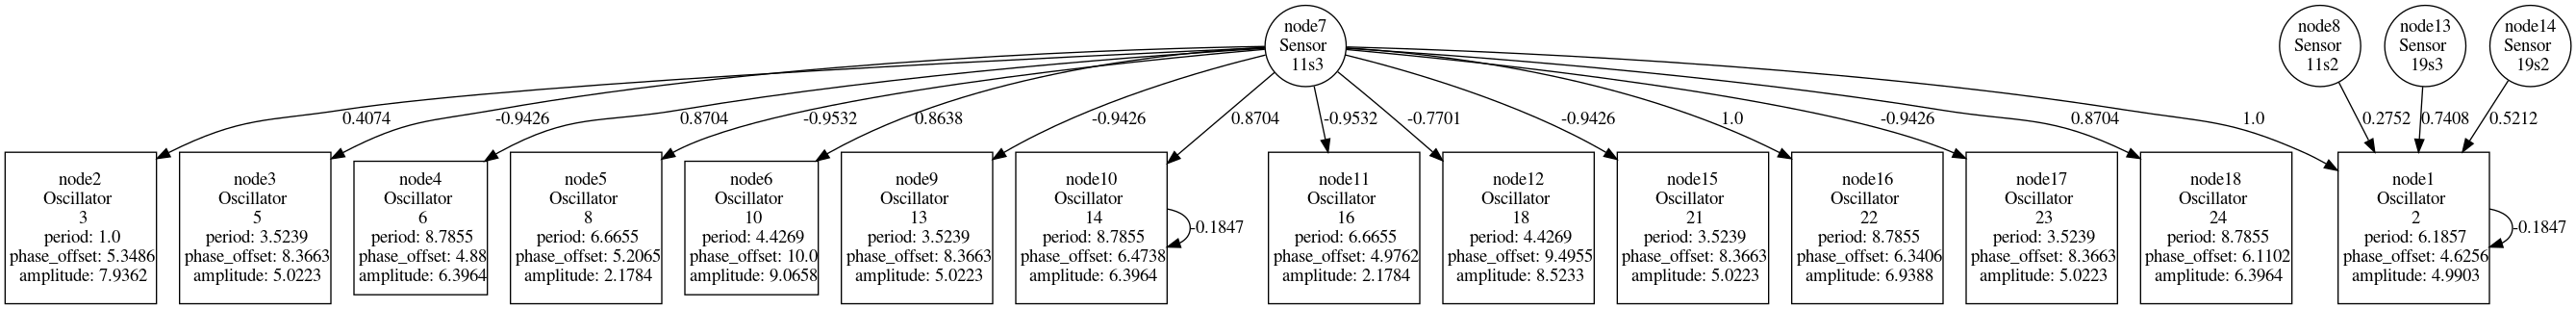 node7
Sensor
11s3
node8
Sensor
11s2
node13
Sensor
19s3
node14
Sensor
19s2
0.4074
-0.9426
0.8704
-0.9532
0.8638
-0.9426
0.8704
-0.9532
-0.7701
-0.9426
1.0
-0.9426
0.8704
1.0
0.2752
0.7408
0.5212
node2
Oscillator
3
period: 1.0
phase_offset: 5.3486
amplitude: 7.9362
node3
Oscillator
5
period: 3.5239
phase_offset: 8.3663
amplitude: 5.0223
node4
Oscillator
6
period: 8.7855
phase_offset: 4.88
amplitude: 6.3964
node5
Oscillator
8
period: 6.6655
phase_offset: 5.2065
amplitude: 2.1784
node6
Oscillator
10
period: 4.4269
phase_offset: 10.0
amplitude: 9.0658
node9
Oscillator
13
period: 3.5239
phase_offset: 8.3663
amplitude: 5.0223
node10
Oscillator
14
period: 8.7855
phase_offset: 6.4738
amplitude: 6.3964
-0.1847
node11
Oscillator
16
period: 6.6655
phase_offset: 4.9762
amplitude: 2.1784
node12
Oscillator
18
period: 4.4269
phase_offset: 9.4955
amplitude: 8.5233
node15
Oscillator
21
period: 3.5239
phase_offset: 8.3663
amplitude: 5.0223
node16
Oscillator
22
period: 8.7855
phase_offset: 6.3406
amplitude: 6.9388
node17
Oscillator
23
period: 3.5239
phase_offset: 8.3663
amplitude: 5.0223
node18
Oscillator
24
period: 8.7855
phase_offset: 6.1102
amplitude: 6.3964
node1
Oscillator
2
period: 6.1857
phase_offset: 4.6256
amplitude: 4.9903
-0.1847